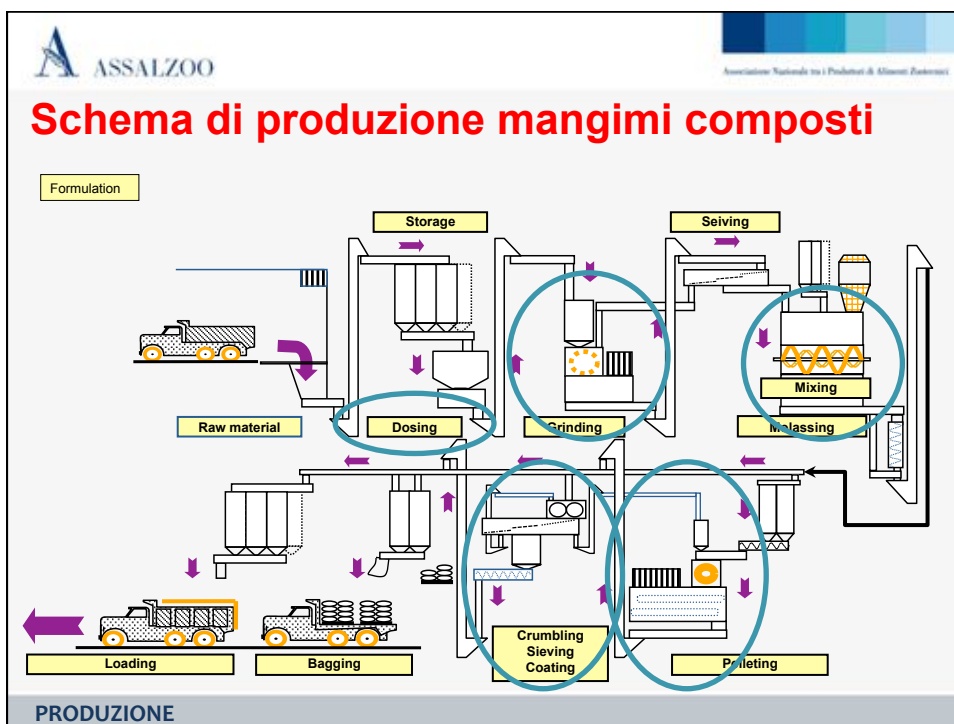 ASSALZOO
Associazione Nazionale tra i Produttori di Alimenti Zootecnici
Schema di produzione mangimi composti
Formulation
Storage
Seiving
Mixing
Raw material
Dosing
Grinding
Molassing
Crumbling
Sieving
Coating
Loading
Bagging
Pelleting
PRODUZIONE